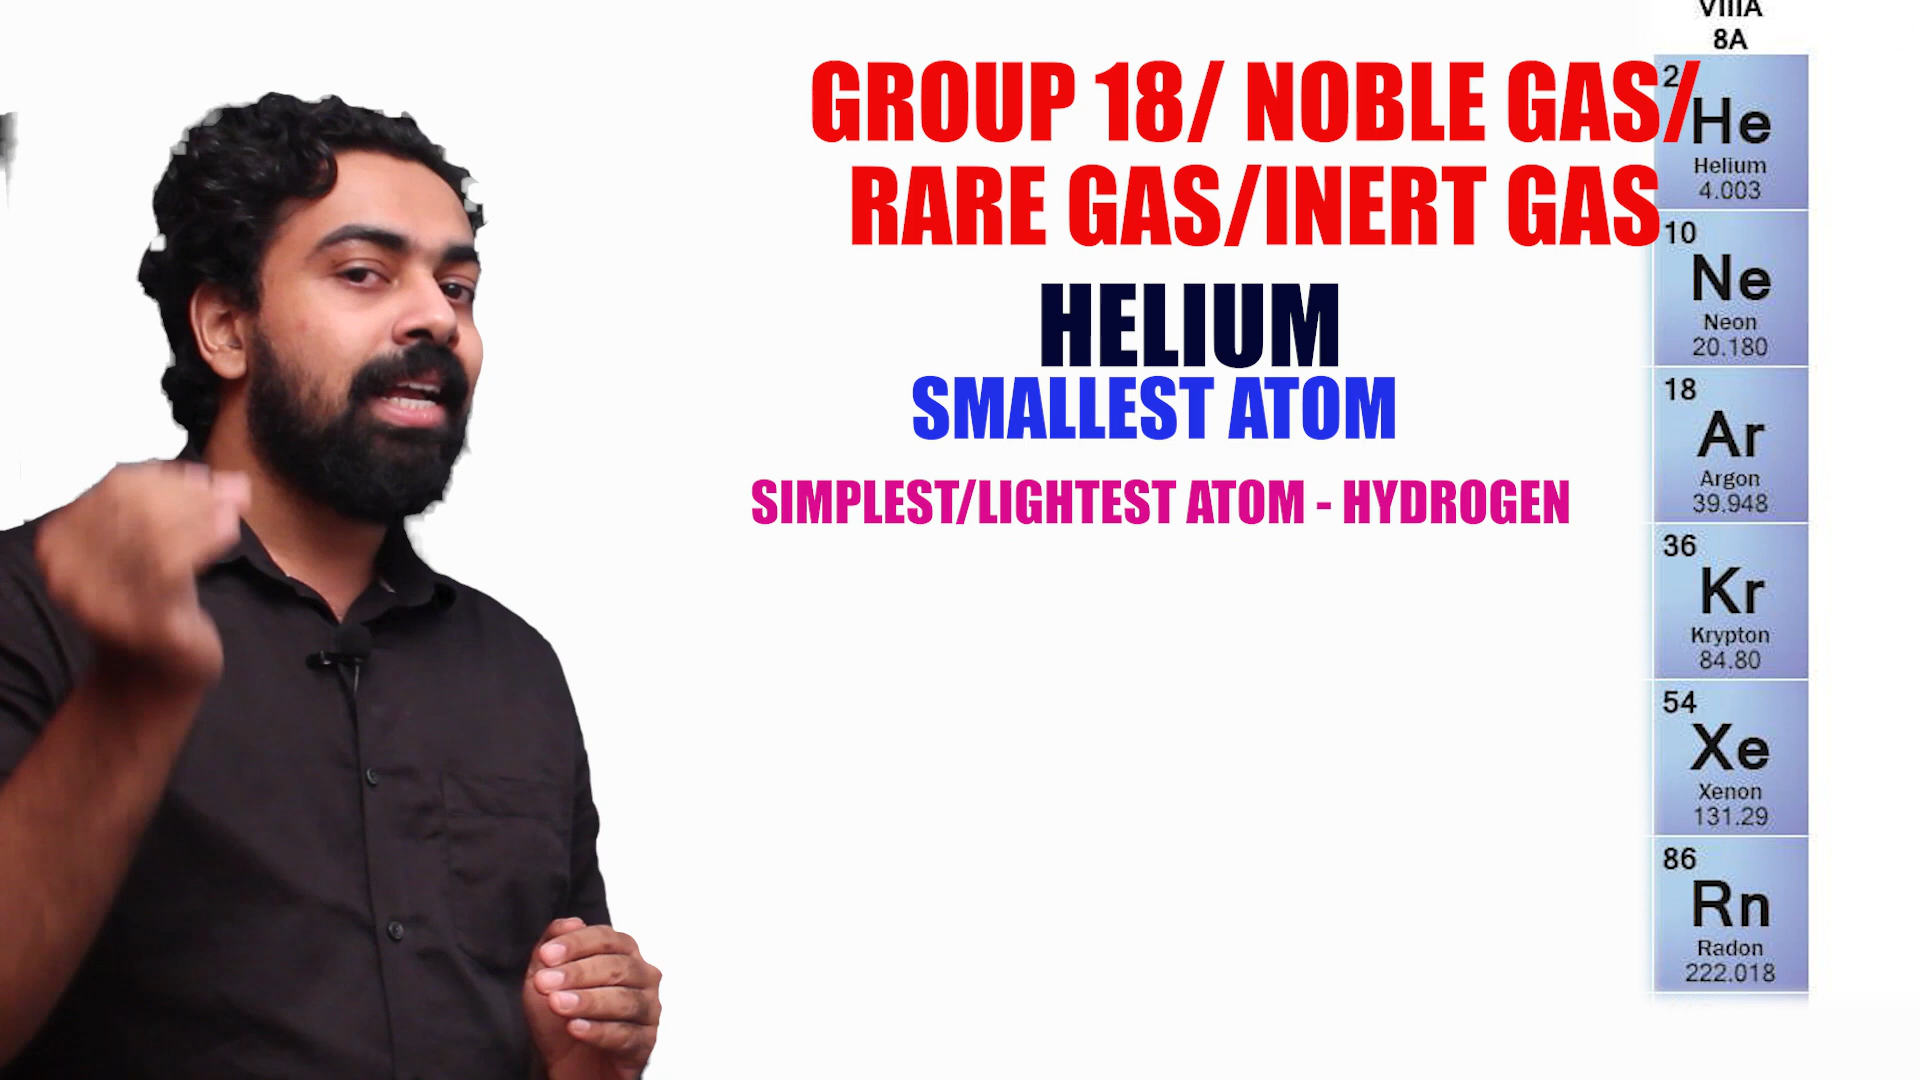 VIIIA
8A
GROUP 18/ NOBLE GAS/
RARE GAS/INERT GAS
HELIUM
SMALLEST ATOM
SIMPLEST/LIGHTEST ATOM - HYDROGEN
2
He
Helium
4.003
10
Ne
Neon
20.180
18
Ar
Argon
39.948
36
Kr
Krypton
84.80
54
Xe
Xenon
131.29
86
Rn
Radon
222.018